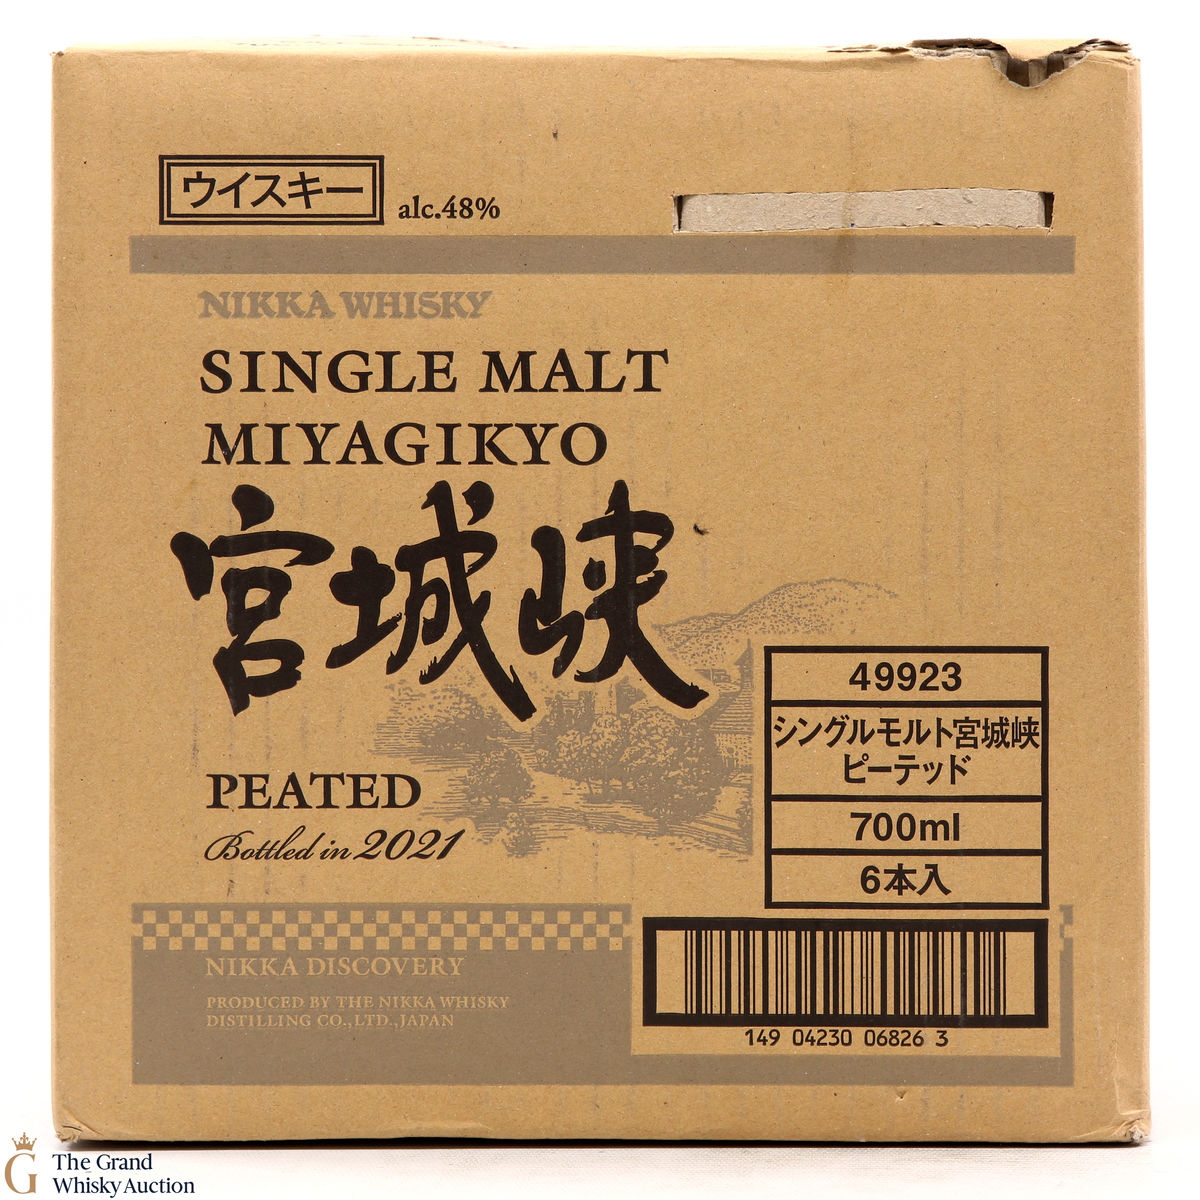 ウイスキー
alc.48%
NIKKA WHISKY
SINGLE MALT
MIYAGIKYO
宮城峡
PEATED
Bottled in 2021
49923
シングルモルト宮城峡
ピーテッド
700ml
6本入
149 04230 06826 3
NIKKA DISCOVERY
PRODUCED BY THE NIKKA WHISKY
DISTILLING CO.,LTD.,JAPAN
G
The Grand
Whisky Auction